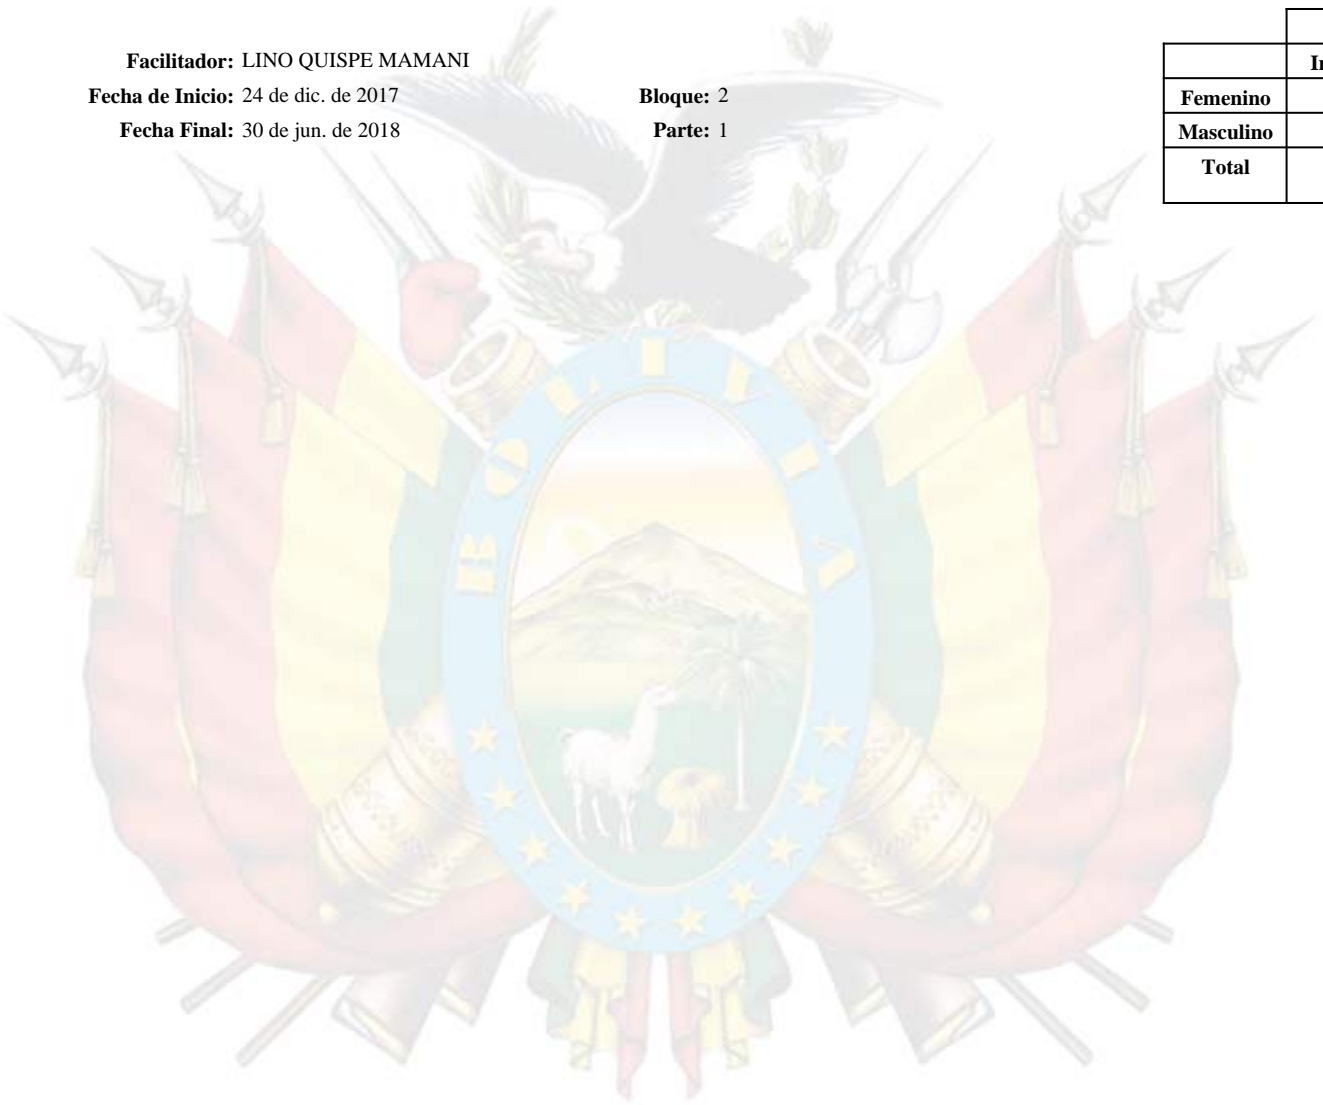 Facilitador: LINO QUISPE MAMANI
Fecha de Inicio: 24 de dic. de 2017 Bloque: 2
Fecha Final: 30 de jun. de 2018 Parte: 1
Femenino
Masculino
Total
BOLIVIA